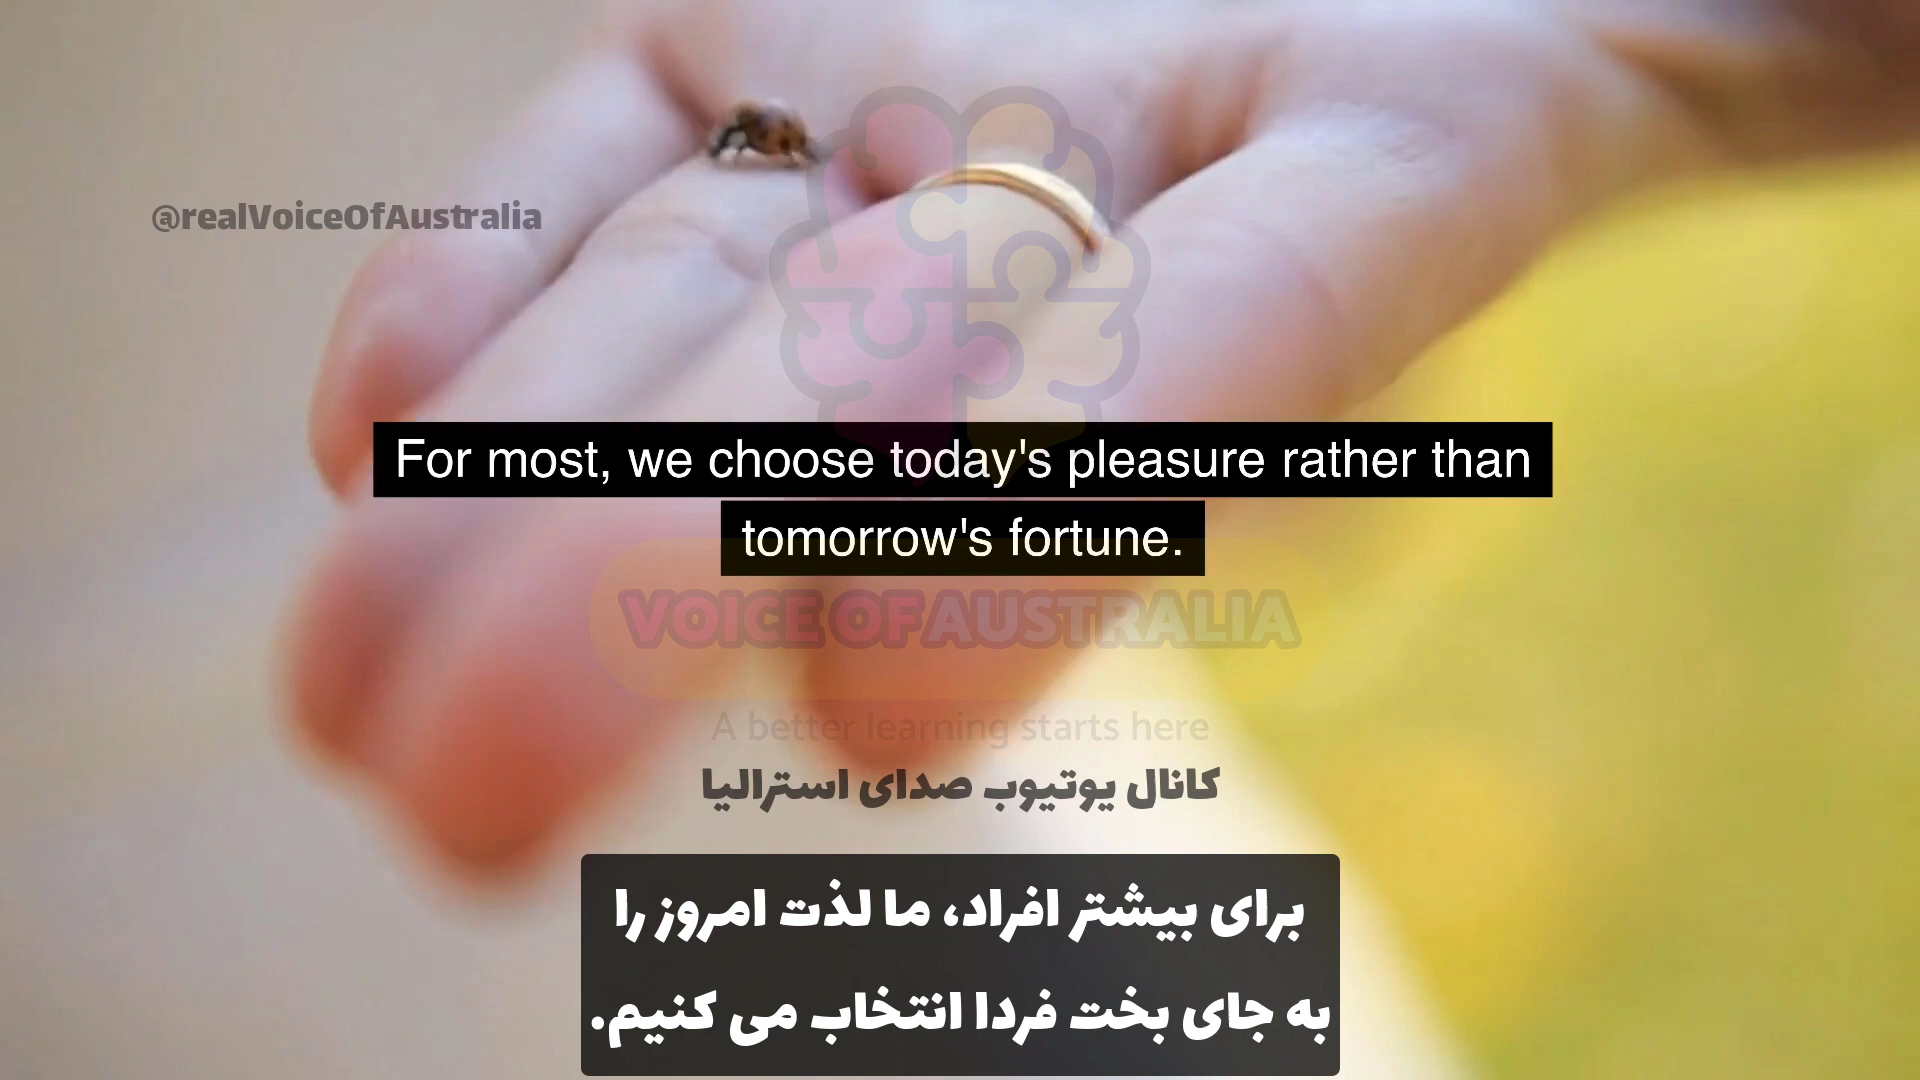 @realVoiceOfAustralia
For most, we choose today's pleasure rather than
tomorrow's fortune.
VOICE OF AUSTRALIA
A better learning starts here
کانال یوتیوب صدای استرالیا
برای بیشتر افراد، ما لذت امروز را
به جای بخت فردا انتخاب می کنیم.